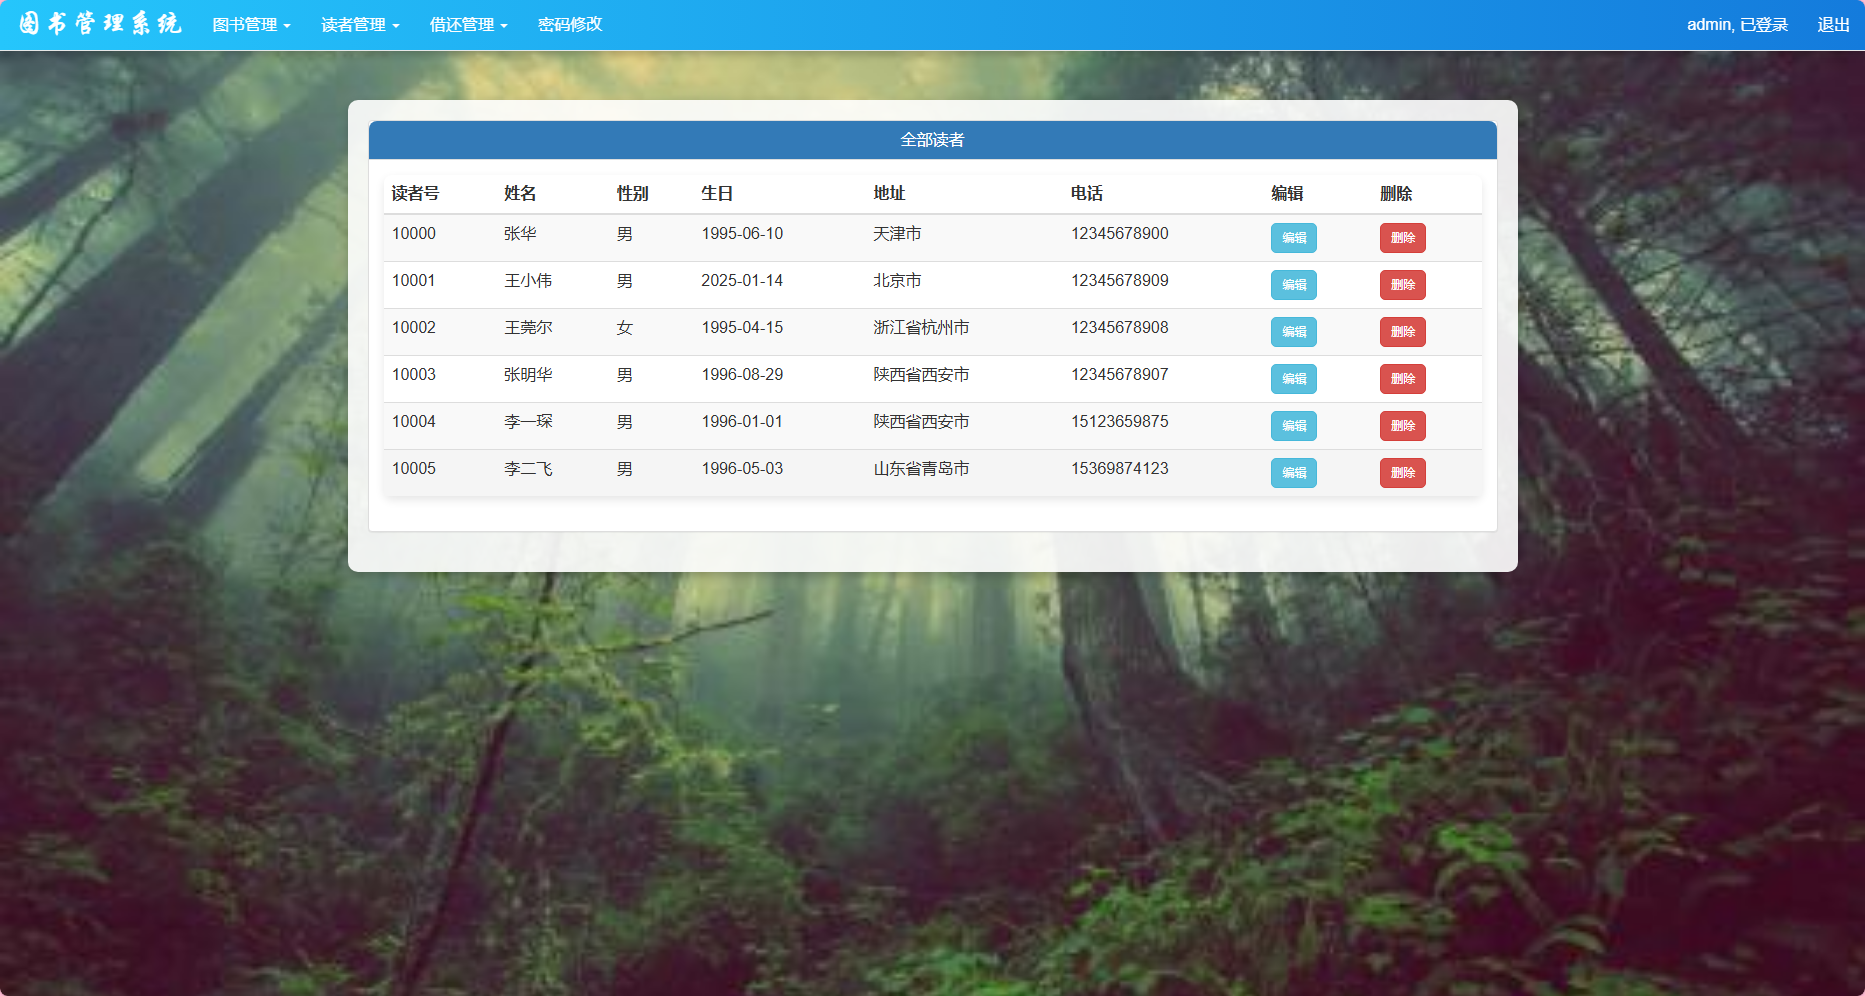 图书管理系统 图书管理 读者管理 借还管理 密码修改 admin, 已登录 退出
全部读者
读者号 姓名 性别 生日 地址 电话 编辑 删除
10000 张华 男 1995-06-10 天津市 12345678900 编辑 删除
10001 王小伟 男 2025-01-14 北京市 12345678909 编辑 删除
10002 王莞尔 女 1995-04-15 浙江省杭州市 12345678908 编辑 删除
10003 张明华 男 1996-08-29 陕西省西安市 12345678907 编辑 删除
10004 李一琛 男 1996-01-01 陕西省西安市 15123659875 编辑 删除
10005 李二飞 男 1996-05-03 山东省青岛市 15369874123 编辑 删除